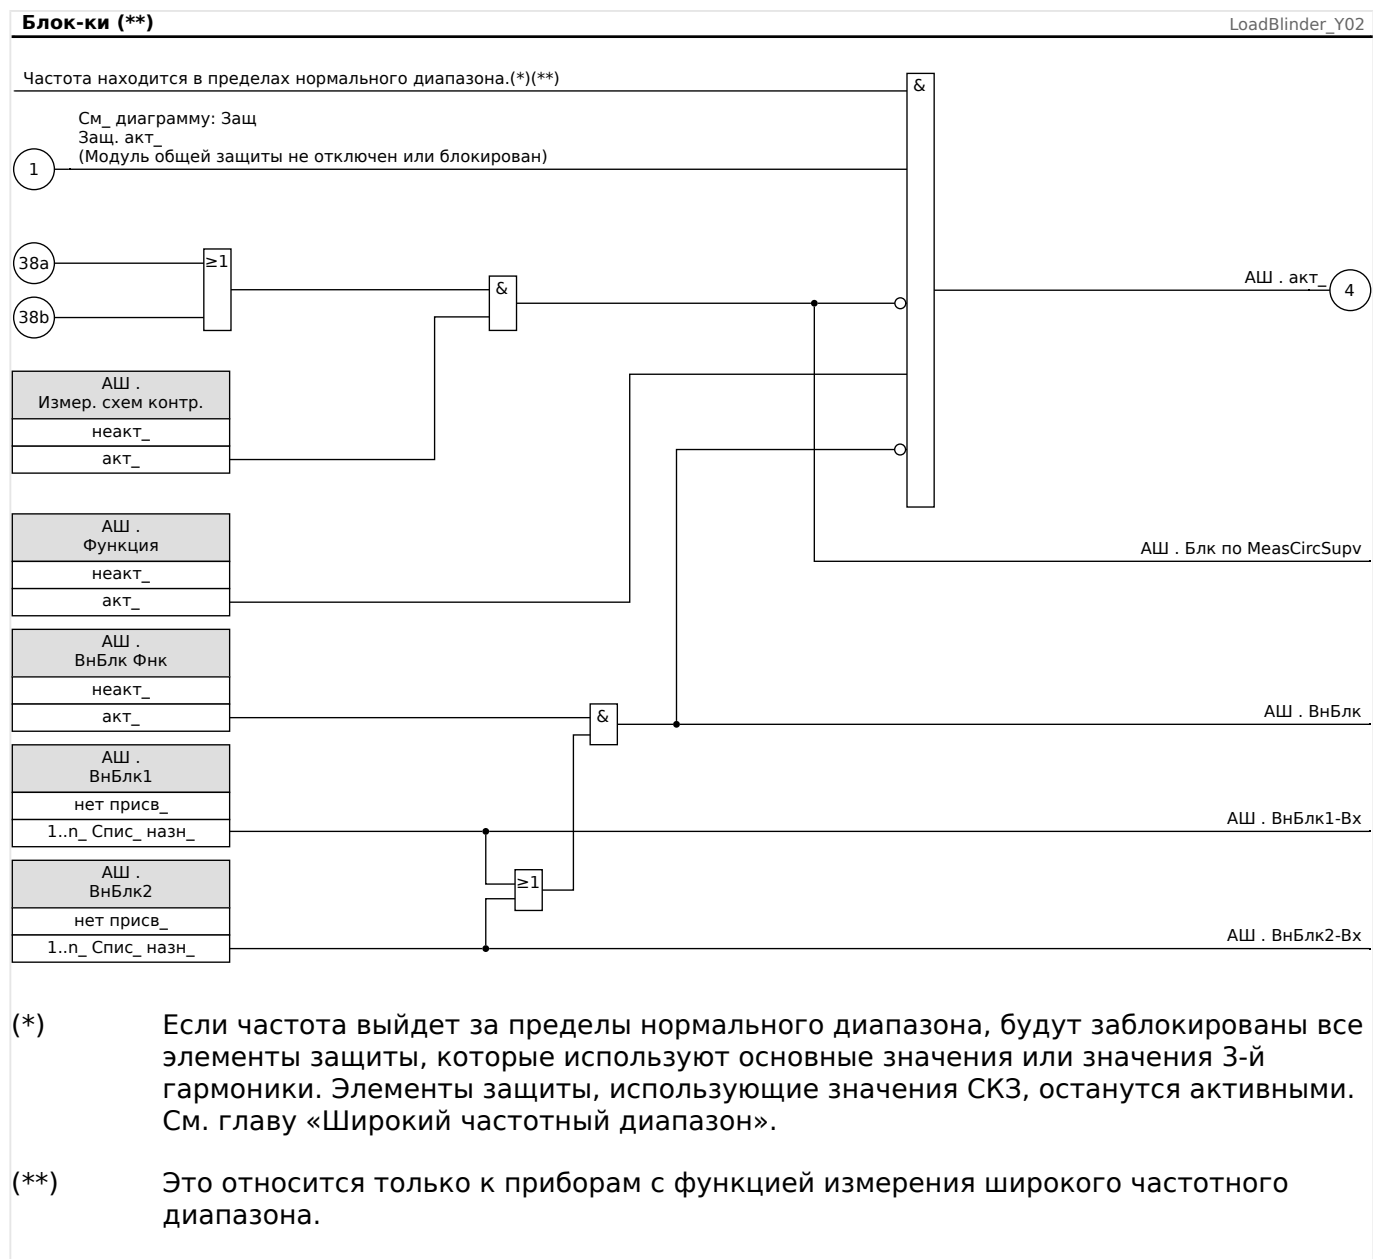 Блок-ки (**)
LoadBlinder_Y02
Частота находится в пределах нормального диапазона.(*)(**)
&
См_ диаграмму: Защ
Защ. акт_
(Модуль общей защиты не отключен или блокирован)
1
38a
≥1
38b
&
АШ . акт_
4
АШ .
Измер. схем контр.
неакт_
акт_
АШ .
Функция
неакт_
акт_
АШ . Блк по MeasCircSupv
АШ .
ВнБлк Фнк
неакт_
акт_
&
АШ . ВнБлк
АШ .
ВнБлк1
нет присв_
1..n_ Спис_ назн_
АШ . ВнБлк1-Вх
АШ .
ВнБлк2
нет присв_
1..n_ Спис_ назн_
≥1
АШ . ВнБлк2-Вх
(*) Если частота выйдет за пределы нормального диапазона, будут заблокированы все
элементы защиты, которые используют основные значения или значения 3-й
гармоники. Элементы защиты, использующие значения СКЗ, останутся активными.
См. главу «Широкий частотный диапазон».
(**) Это относится только к приборам с функцией измерения широкого частотного
диапазона.